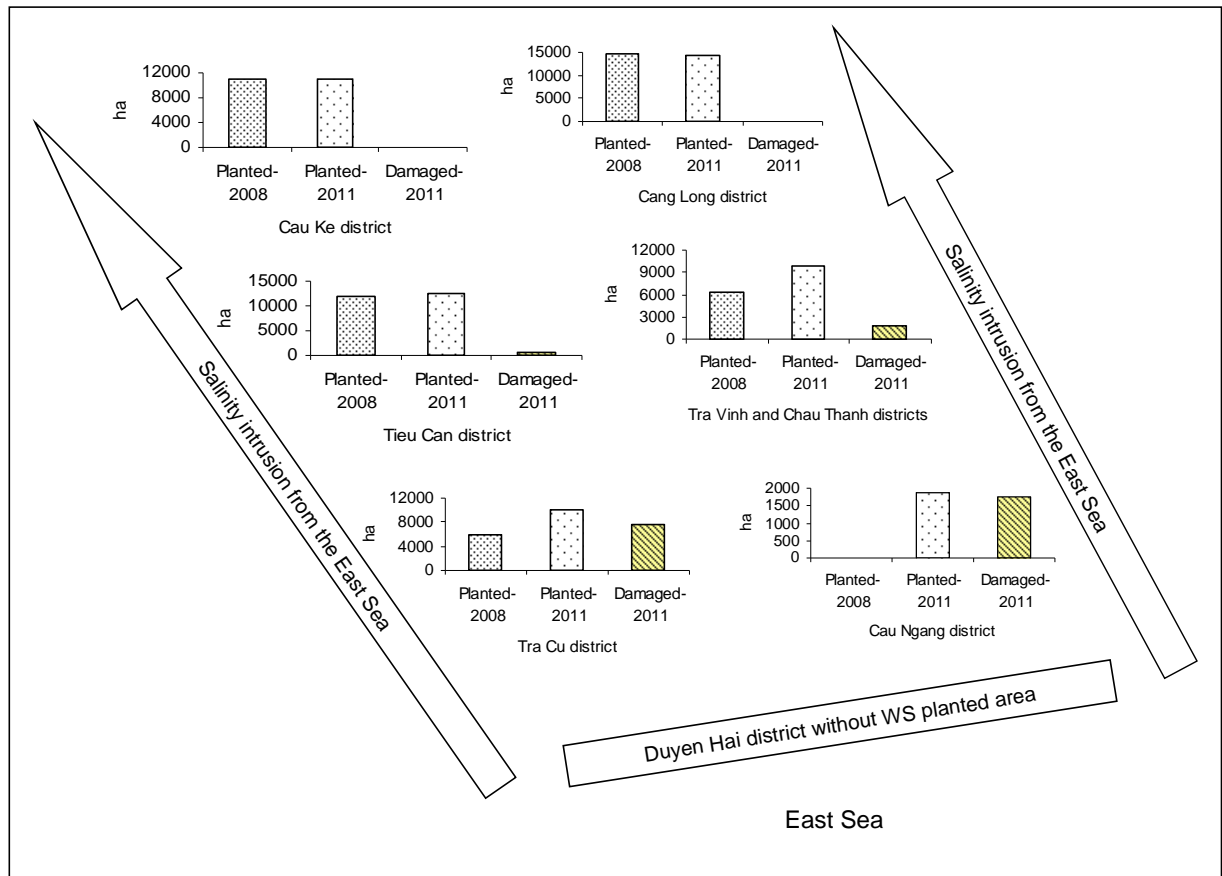 12000
8000
4000
0
ha
Planted-
2008
Planted-
2011
Damaged-
2011
Cau Ke district
15000
10000
5000
0
ha
Planted-
2008
Planted-
2011
Damaged-
2011
Cang Long district
15000
10000
5000
0
ha
Planted-
2008
Planted-
2011
Damaged-
2011
Tieu Can district
12000
9000
6000
3000
0
ha
Planted-
2008
Planted-
2011
Damaged-
2011
Tra Vinh and Chau Thanh districts
12000
8000
4000
0
ha
Planted-
2008
Planted-
2011
Damaged-
2011
Tra Cu district
2000
1500
1000
500
0
ha
Planted-
2008
Planted-
2011
Damaged-
2011
Cau Ngang district
Salinity intrusion from the East Sea
Salinity intrusion from the East Sea
Duyen Hai district without WS planted area
East Sea